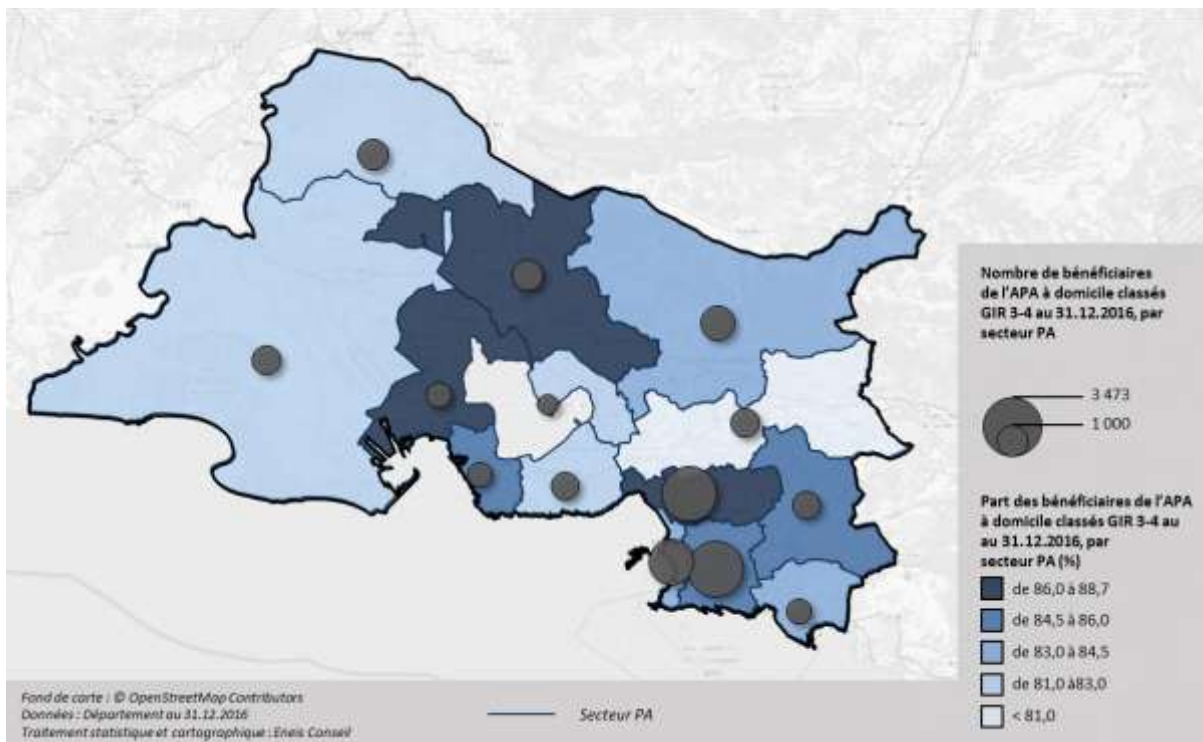 Nombre de bénéficiaires
de l'APA à domicile classés
GIR 3-4 au 31.12.2016, par
secteur PA
3 473
1 000
Part des bénéficiaires de l'APA
à domicile classés GIR 3-4 au
au 31.12.2016, par
secteur PA (%)
de 86,0 à 88,7
de 84,5 à 86,0
de 83,0 à 84,5
de 81,0 à83,0
< 81,0
Fond de carte : © OpenStreetMap Contributors
Données : Département au 31.12.2016
Traitement statistique et cartographique : Eneis Conseil
Secteur PA